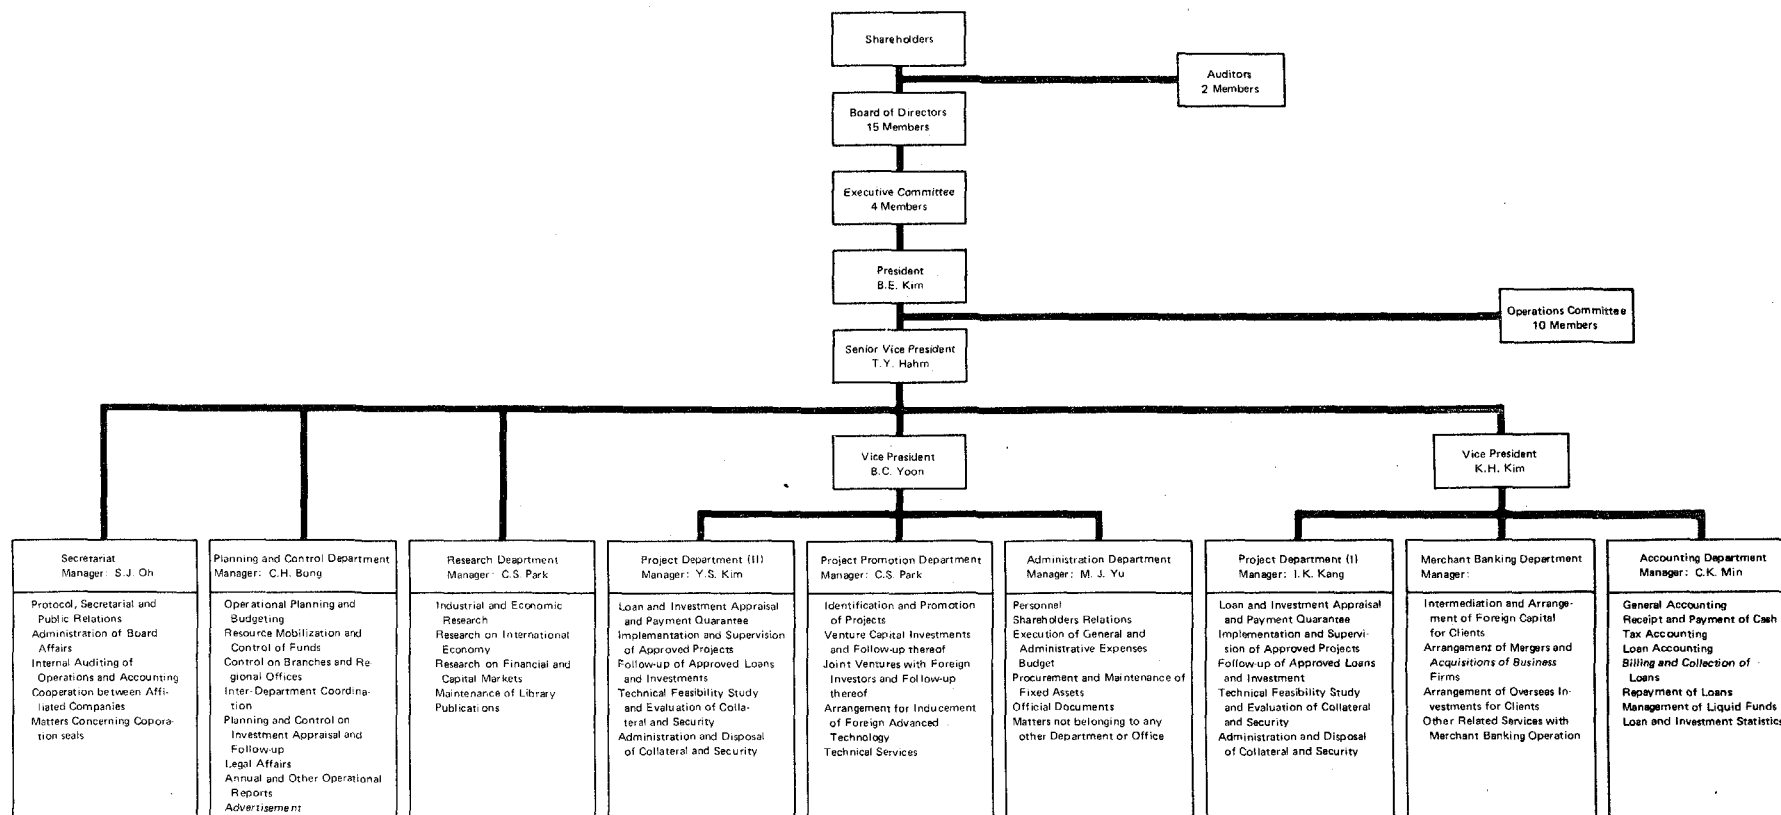 Shareholders
Auditors
2 Members
Board of Directors
15 Members
Executive Committee
4 Members
President
B.E. Kim
Operations Committee
10 Members
Senior Vice President
T.Y. Hahm
Vice President
B.C. Yoon
Vice President
K.H. Kim
Secretariat
Manager: S.J. Oh
Protocol, Secretarial and
Public Relations
Administration of Board
Affairs
Internal Auditing of
Operations and Accounting
Cooperation between Affi-
liated Companies
Matters Concerning Copora-
tion seals
Planning and Control Department
Manager: C.H. Bong
Operational Planning and
Budgeting
Resource Mobilization and
Control of Funds
Control on Branches and Re-
gional Offices
Inter-Department Coordina-
tion
Planning and Control on
Investment Appraisal and
Follow-up
Legal Affairs
Annual and Other Operational
Reports
Advertisement
Research Deaprtment
Manager: C.S. Park
Industrial and Economic
Research
Research on International
Economy
Research on Financial and
Capital Markets
Maintenance of Library
Publications
Project Department (II)
Manager: Y.S. Kim
Loan and Investment Appraisal
and Payment Quarantee
Implementation and Supervision
of Approved Projects
Follow-up of Approved Loans
and Investments
Technical Feasibility Study
and Evaluation of Colla-
teral and Security
Administration and Disposal
of Collateral and Security
Project Promotion Department
Manager: C.S. Park
Identification and Promotion
of Projects
Venture Capital Investments
and Follow-up thereof
Joint Ventures with Foreign
Investors and Follow-up
thereof
Arrangement for Inducement
of Foreign Advanced
Technology
Technical Services
Administration Department
Manager: M. J. Yu
Personnel
Shareholders Relations
Execution of General and
Administrative Expenses
Budget
Procurement and Maintenance of
Fixed Assets
Official Documents
Matters not belonging to any
other Department or Office
Project Department (I)
Manager: I.K. Kang
Loan and Investment Appraisal
and Payment Quarantee
Implementation and Supervi-
sion of Approved Projects
Follow-up of Approved Loans
and Investment
Technical Feasibility Study
and Evaluation of Collateral
and Security
Administration and Disposal
of Collateral and Security
Merchant Banking Department
Manager:
Intermediation and Arrange-
ment of Foreign Capital
for Clients
Arrangement of Mergers and
Acquisitions of Business
Firms
Arrangement of Overseas In-
vestments for Clients
Other Related Services with
Merchant Banking Operation
Accounting Department
Manager: C.K. Min
General Accounting
Receipt and Payment of Cash
Tax Accounting
Loan Accounting
Billing and Collection of
Loans
Repayment of Loans
Management of Liquid Funds
Loan and Investment Statistics